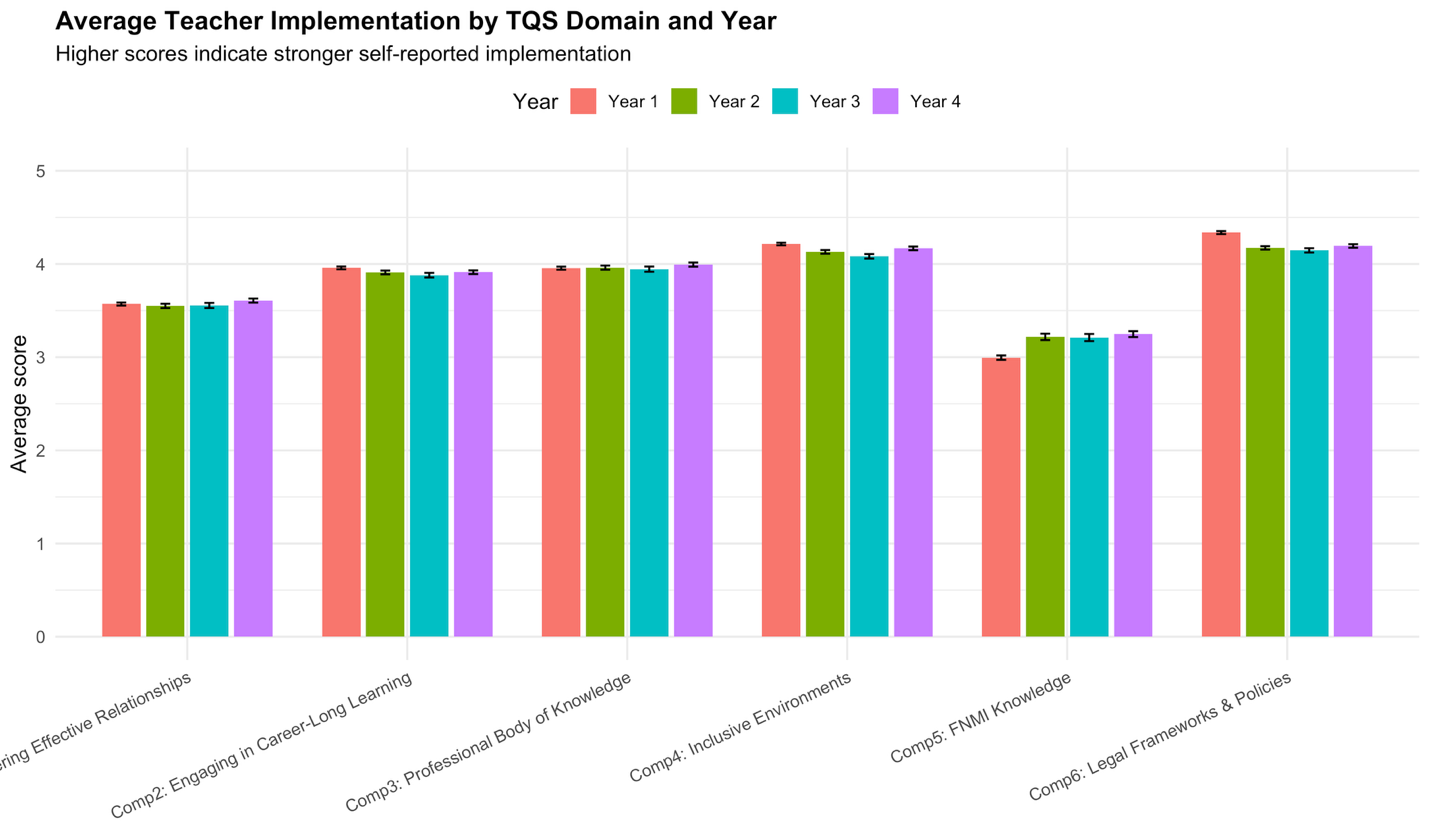 Average Teacher Implementation by TQS Domain and Year
Higher scores indicate stronger self-reported implementation
Year Year 1 Year 2 Year 3 Year 4
Average score
5
4
3
2
1
0
ering Effective Relationships
Comp2: Engaging in Career-Long Learning
Comp3: Professional Body of Knowledge
Comp4: Inclusive Environments
Comp5: FNMI Knowledge
Comp6: Legal Frameworks & Policies